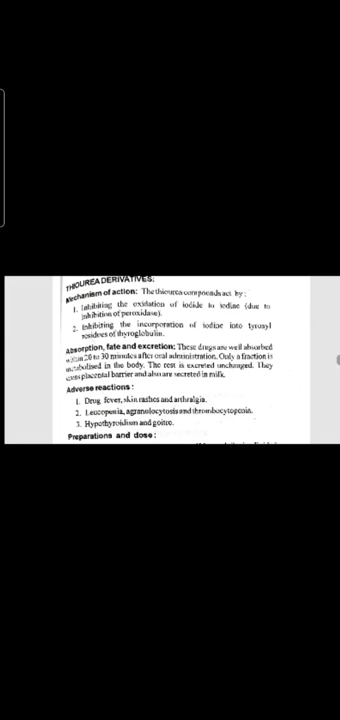 THIOUREA DERIVATIVES:
Mechanism of action: The thiourea compounds act by :
1. Inhibiting the oxidation of iodide to iodine (due to
inhibition of peroxidase).
2. Inhibiting the incorporation of iodine into tyrosyl
residees of thyroglobulin.
Absorption, fate and excretion: These drugs are well absorbed
within 20 to 30 minutes after oral administration. Only a fraction is
metabolised in the body. The rest is excreted unchanged. They
cross placental barrier and also are secreted in milk.
Adverse reactions :
1. Drug fever, skin rashes and arthralgia.
2. Leucopenia, agranulocytosis and thrombocytopenia.
3. Hypothyroidism and goitre.
Preparations and dose :